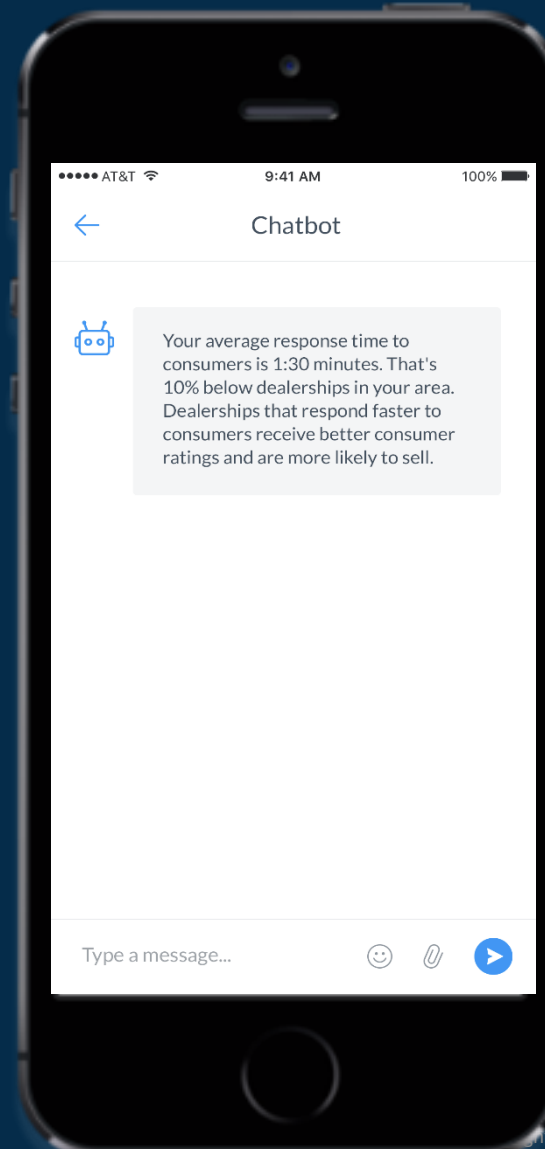 AT&T 9:41 AM 100%
Chatbot
Your average response time to
consumers is 1:30 minutes. That's
10% below dealerships in your area.
Dealerships that respond faster to
consumers receive better consumer
ratings and are more likely to sell.
Type a message...